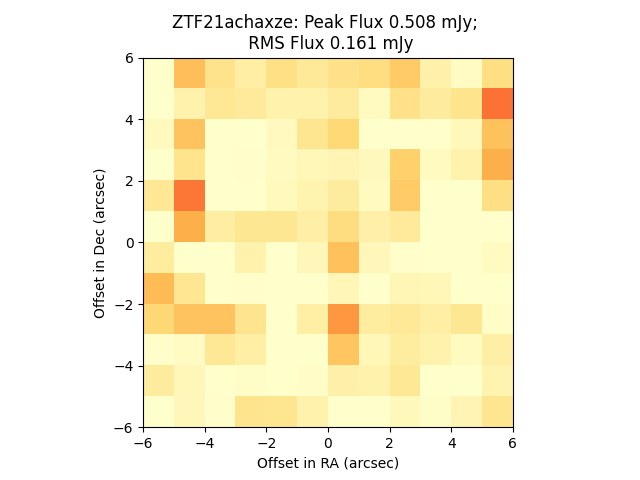 ZTF21achaxze: Peak Flux 0.508 mJy;
RMS Flux 0.161 mJy
6
4
2
0
−2
−4
−6
Offset in Dec (arcsec)
−6 −4 −2 0 2 4 6
Offset in RA (arcsec)